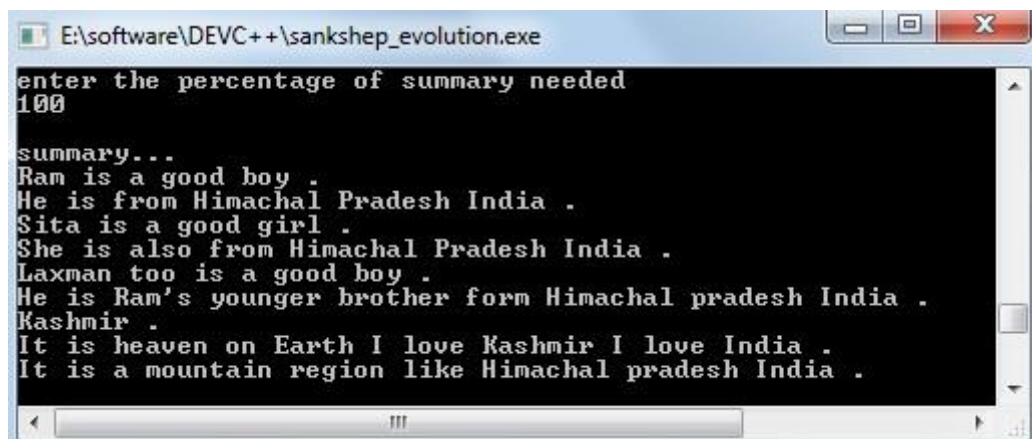 E:\software\DEVC++\sankshep_evolution.exe
enter the percentage of summary needed
100
summary...
Ram is a good boy .
He is from Himachal Pradesh India .
Sita is a good girl .
She is also from Himachal Pradesh India .
Laxman too is a good boy .
He is Ram's younger brother form Himachal pradesh India .
Kashmir .
It is heaven on Earth I love Kashmir I love India .
It is a mountain region like Himachal pradesh India .